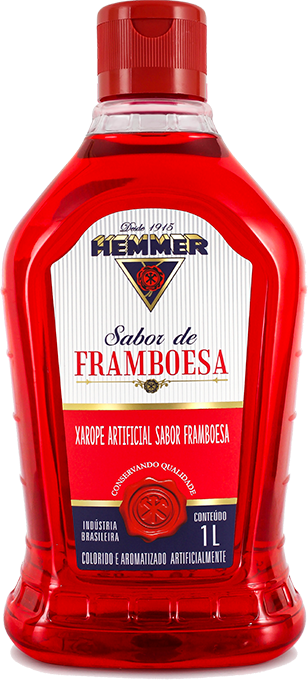 Desde 1915
HEMMER
Sabor de
FRAMBOESA
XAROPE ARTIFICIAL SABOR FRAMBOESA
CONSERVANDO QUALIDADE
INDÚSTRIA
BRASILEIRA
CONTEÚDO
1L
COLORIDO E AROMATIZADO ARTIFICIALMENTE